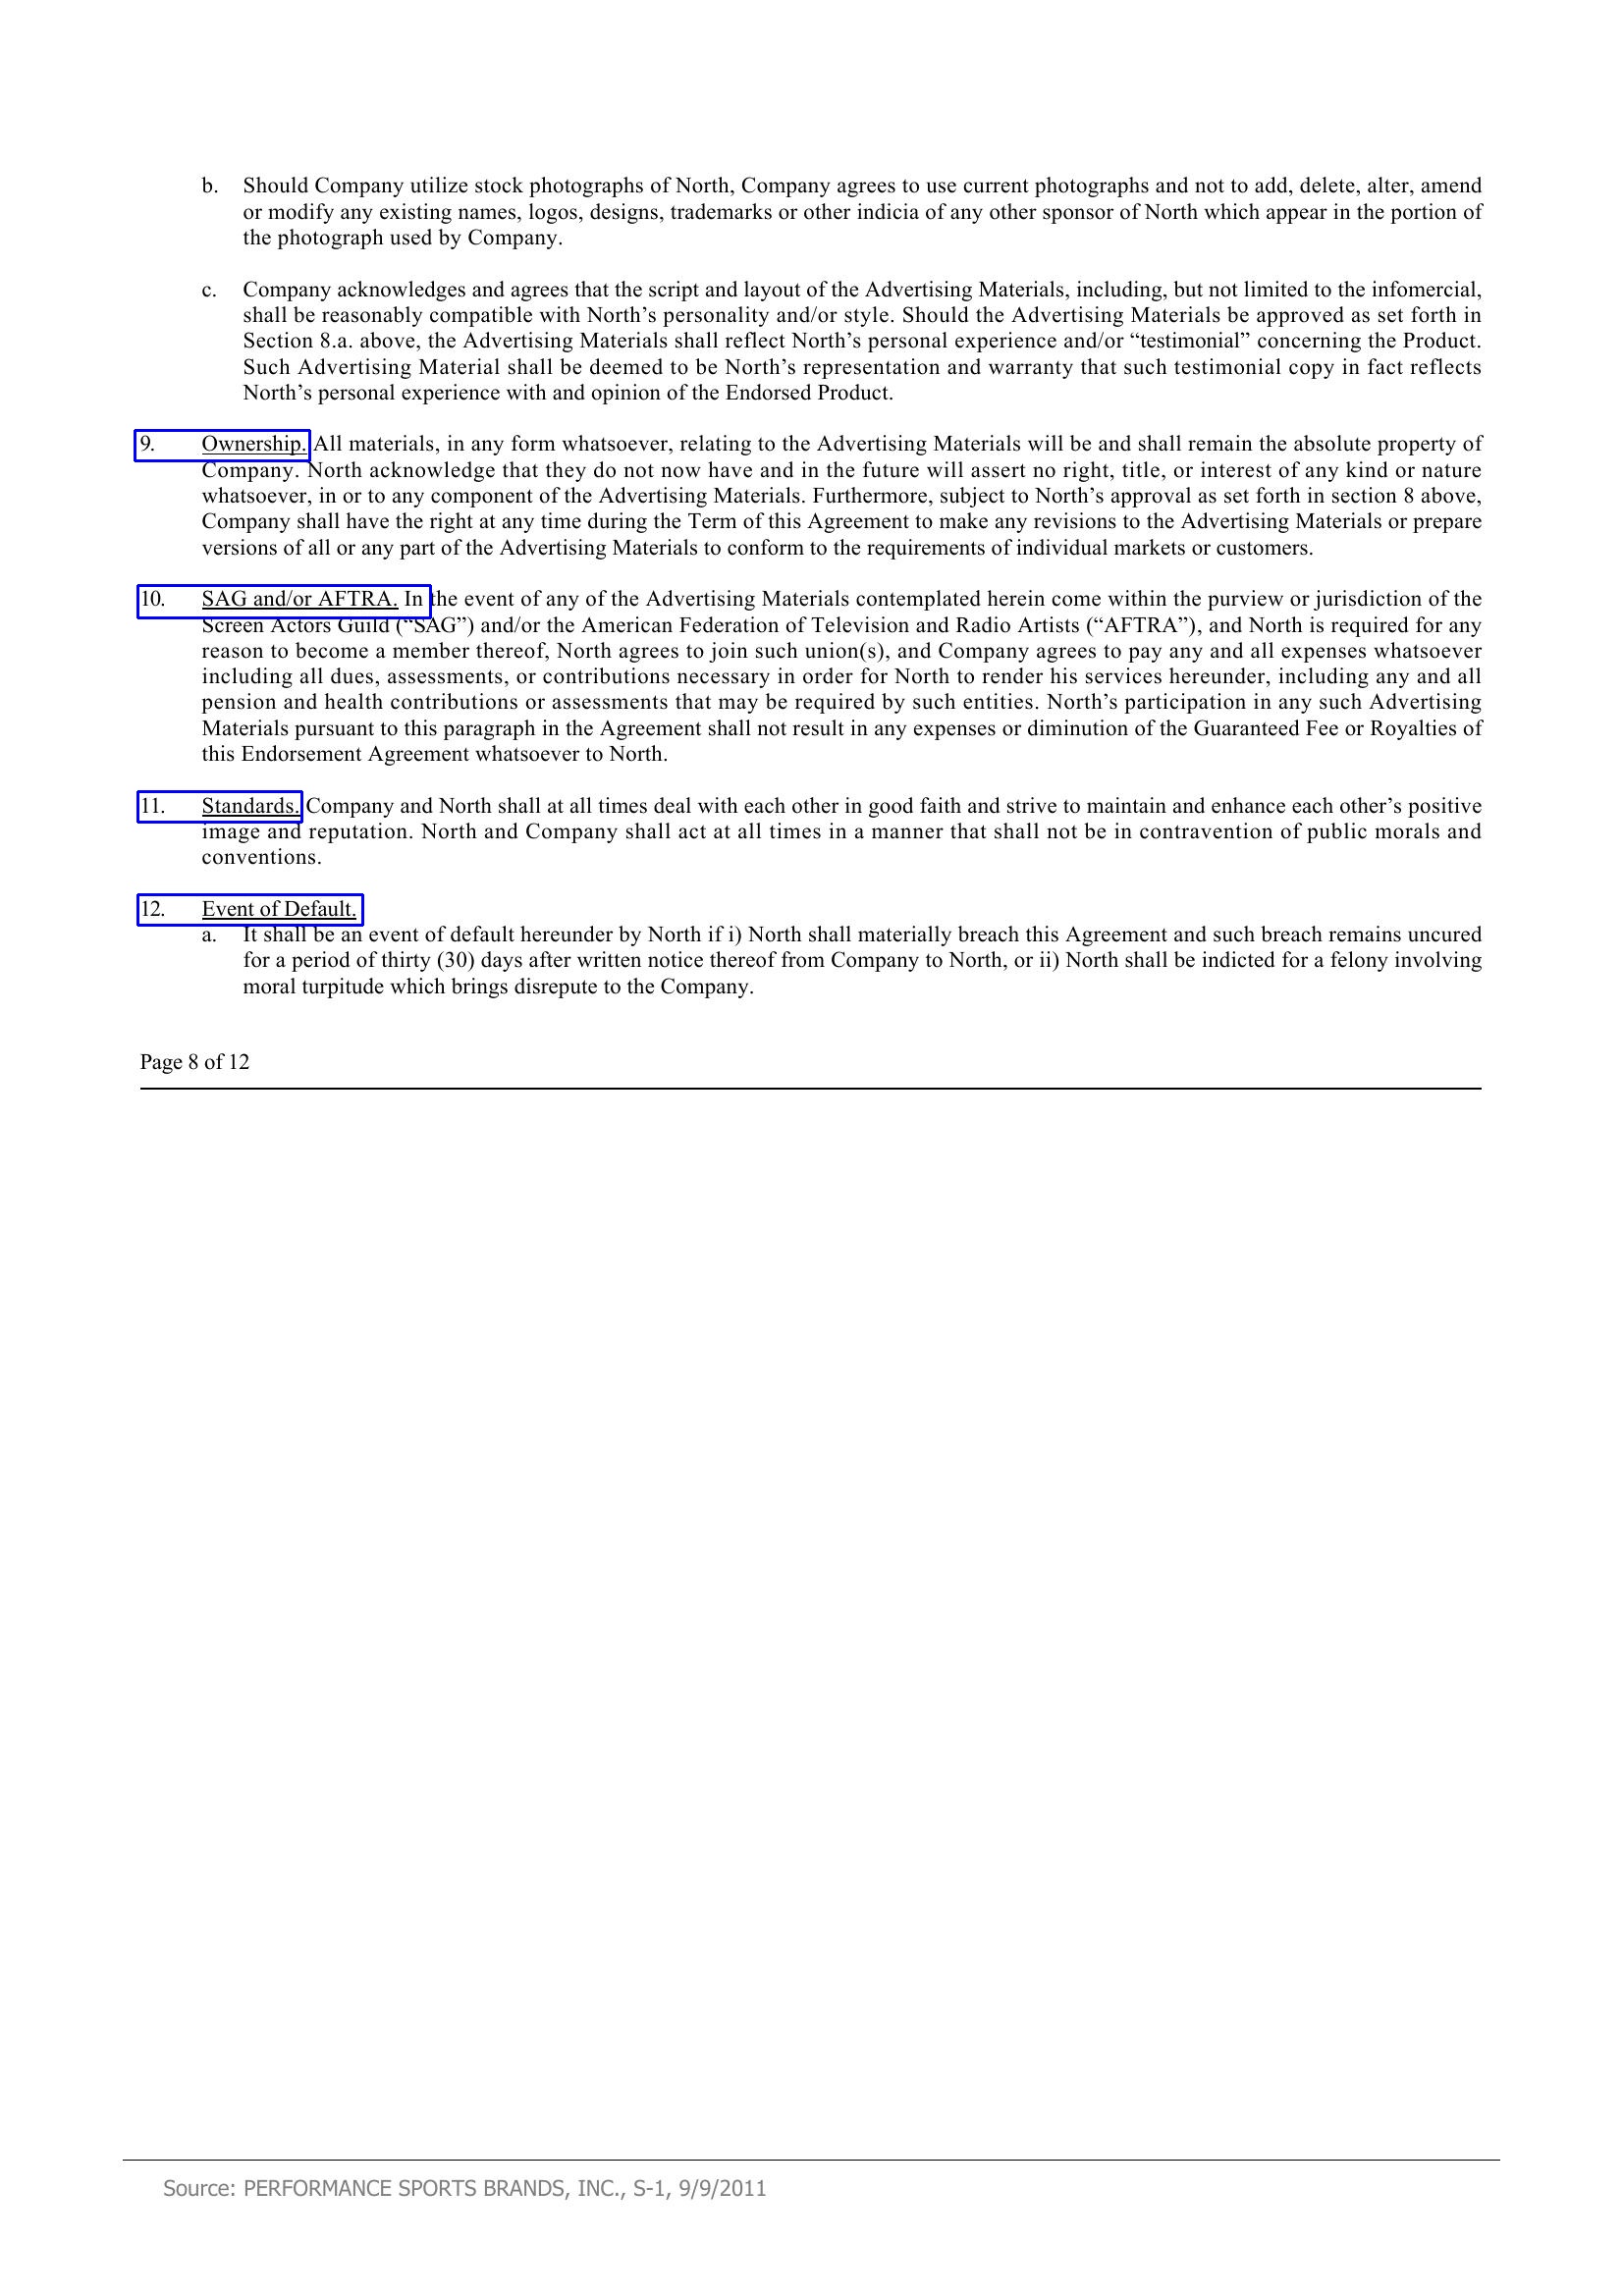 b. Should Company utilize stock photographs of North, Company agrees to use current photographs and not to add, delete, alter, amend
or modify any existing names, logos, designs, trademarks or other indicia of any other sponsor of North which appear in the portion of
the photograph used by Company.
c. Company acknowledges and agrees that the script and layout of the Advertising Materials, including, but not limited to the infomercial,
shall be reasonably compatible with North’s personality and/or style. Should the Advertising Materials be approved as set forth in
Section 8.a. above, the Advertising Materials shall reflect North’s personal experience and/or “testimonial” concerning the Product.
Such Advertising Material shall be deemed to be North’s representation and warranty that such testimonial copy in fact reflects
North’s personal experience with and opinion of the Endorsed Product.
9. Ownership. All materials, in any form whatsoever, relating to the Advertising Materials will be and shall remain the absolute property of
Company. North acknowledge that they do not now have and in the future will assert no right, title, or interest of any kind or nature
whatsoever, in or to any component of the Advertising Materials. Furthermore, subject to North’s approval as set forth in section 8 above,
Company shall have the right at any time during the Term of this Agreement to make any revisions to the Advertising Materials or prepare
versions of all or any part of the Advertising Materials to conform to the requirements of individual markets or customers.
10. SAG and/or AFTRA. In the event of any of the Advertising Materials contemplated herein come within the purview or jurisdiction of the
Screen Actors Guild (“SAG”) and/or the American Federation of Television and Radio Artists (“AFTRA”), and North is required for any
reason to become a member thereof, North agrees to join such union(s), and Company agrees to pay any and all expenses whatsoever
including all dues, assessments, or contributions necessary in order for North to render his services hereunder, including any and all
pension and health contributions or assessments that may be required by such entities. North’s participation in any such Advertising
Materials pursuant to this paragraph in the Agreement shall not result in any expenses or diminution of the Guaranteed Fee or Royalties of
this Endorsement Agreement whatsoever to North.
11. Standards. Company and North shall at all times deal with each other in good faith and strive to maintain and enhance each other’s positive
image and reputation. North and Company shall act at all times in a manner that shall not be in contravention of public morals and
conventions.
12. Event of Default.
a. It shall be an event of default hereunder by North if i) North shall materially breach this Agreement and such breach remains uncured
for a period of thirty (30) days after written notice thereof from Company to North, or ii) North shall be indicted for a felony involving
moral turpitude which brings disrepute to the Company.
Page 8 of 12
Source: PERFORMANCE SPORTS BRANDS, INC., S-1, 9/9/2011